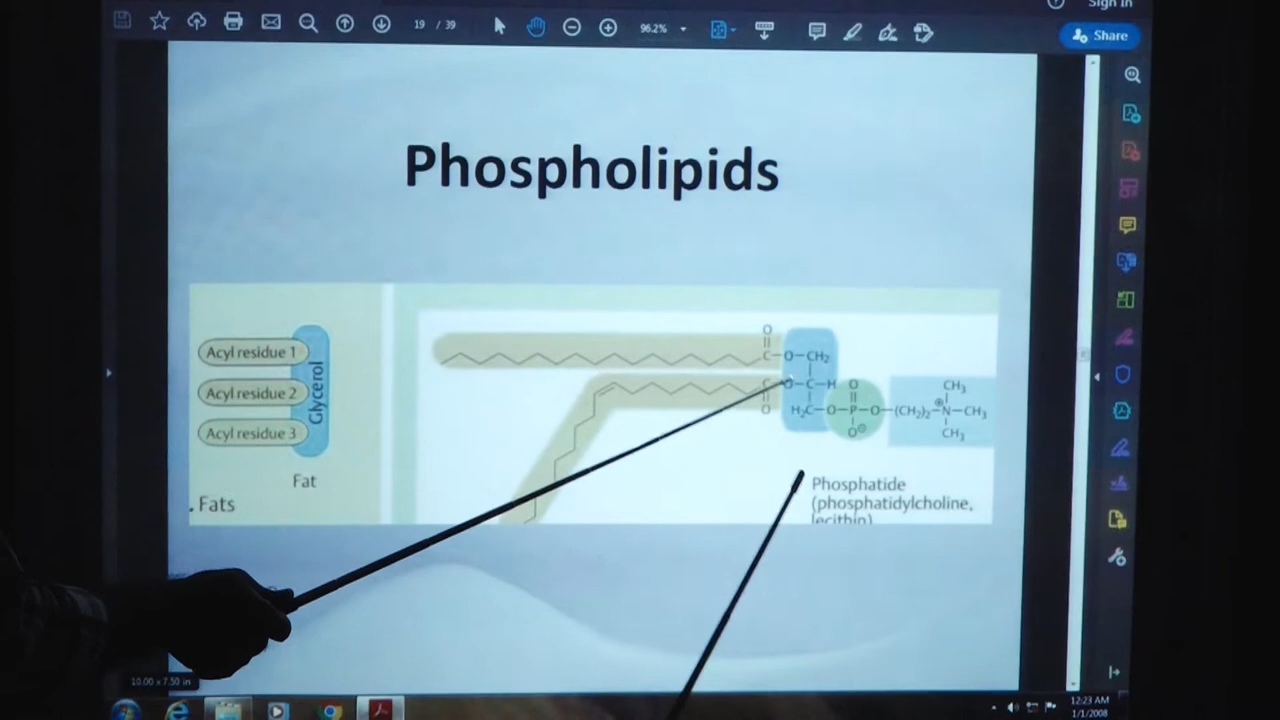 Sign In
19 / 39
96.2%
Share
Phospholipids
Acyl residue 1
Acyl residue 2
Acyl residue 3
Glycerol
Fat
. Fats
O
C—O—CH₂
O—C—H
C
O
O
H₂C—O—P—O—(CH₂)₂—N—CH₃
⊕
CH₃
CH₃
O⊖
Phosphatide
(phosphatidylcholine,
lecithin)
10.00 x 7.50 in
12:23 AM
1/1/2008